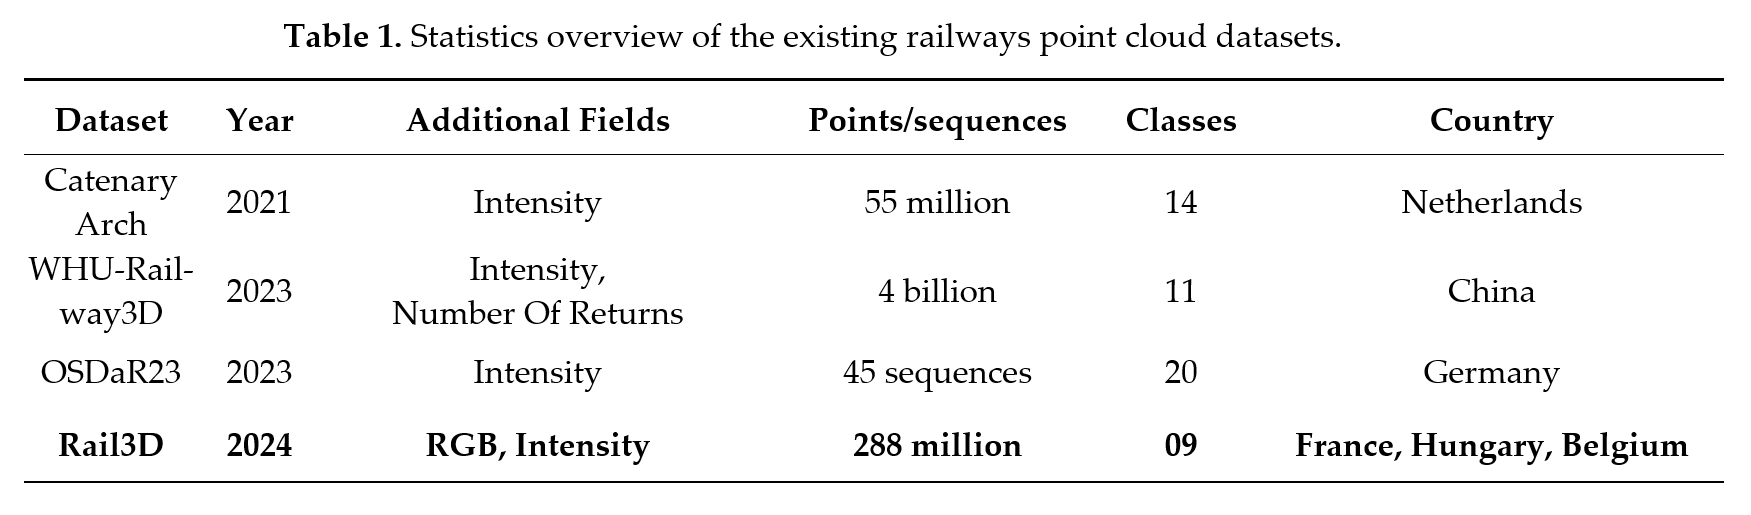 Table 1. Statistics overview of the existing railways point cloud datasets.
Dataset Year Additional Fields Points/sequences Classes Country
Catenary
Arch 2021 Intensity 55 million 14 Netherlands
WHU-Rail-
way3D 2023 Intensity,
Number Of Returns 4 billion 11 China
OSDaR23 2023 Intensity 45 sequences 20 Germany
Rail3D 2024 RGB, Intensity 288 million 09 France, Hungary, Belgium